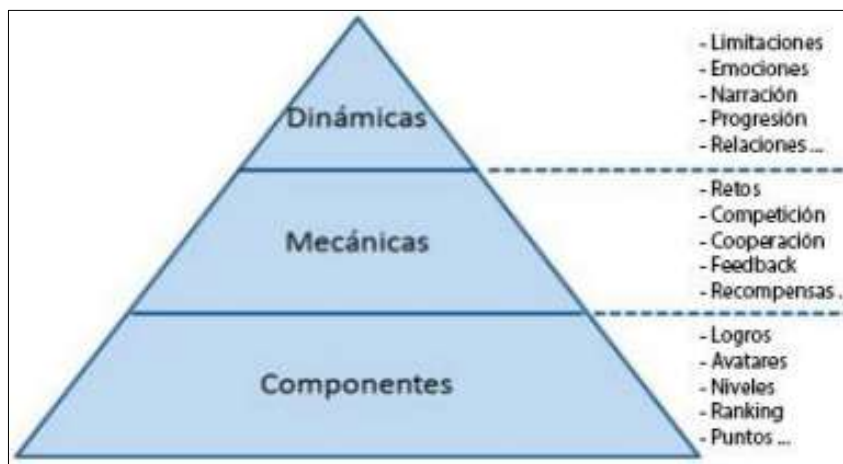 Dinámicas
- Limitaciones
- Emociones
- Narración
- Progresión
- Relaciones ...
Mecánicas
- Retos
- Competición
- Cooperación
- Feedback
- Recompensas .
Componentes
- Logros
- Avatares
- Niveles
- Ranking
- Puntos ...